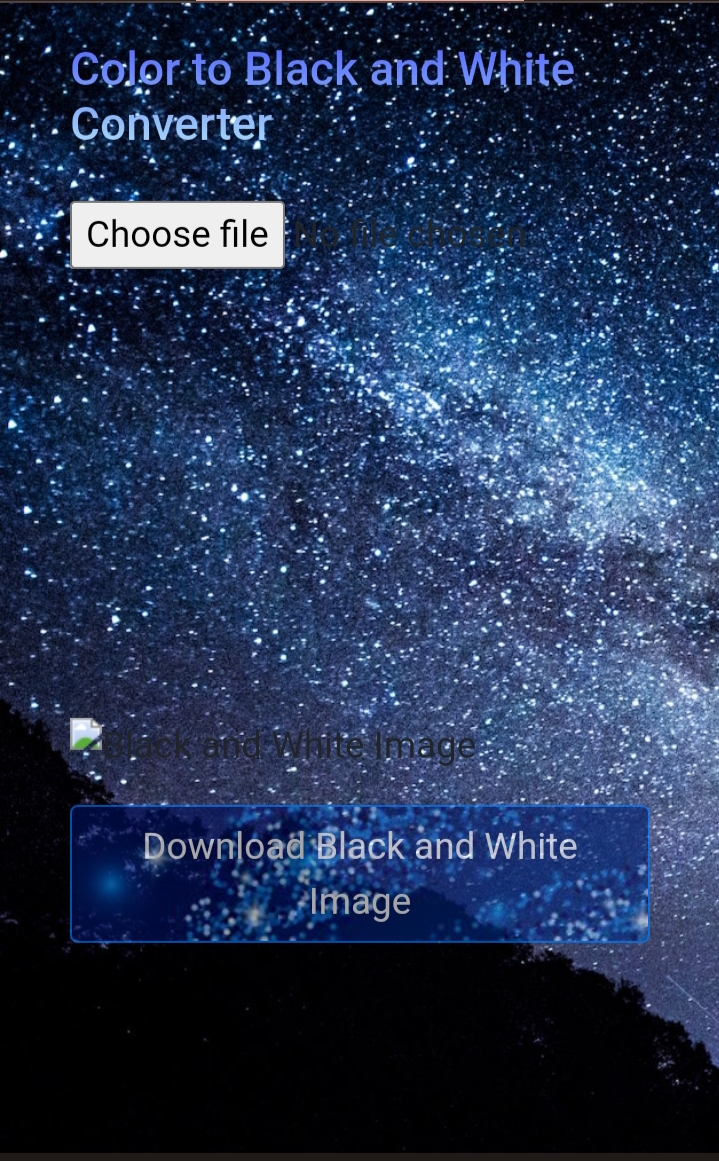 Color to Black and White
Converter
Choose file No file chosen
Black and White Image
Download Black and White
Image